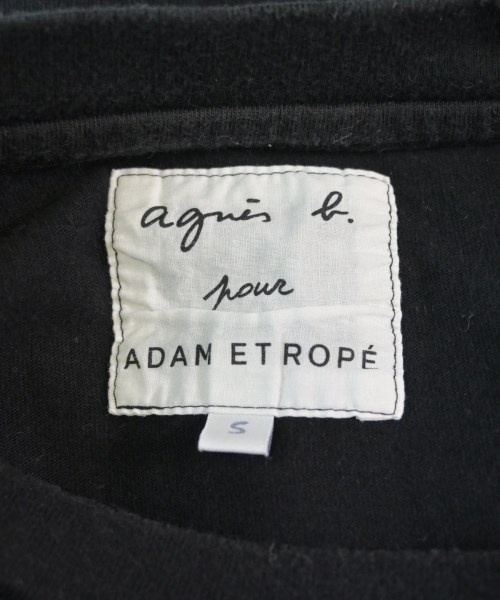 agnès b.
pour
ADAM ET ROPÉ
S